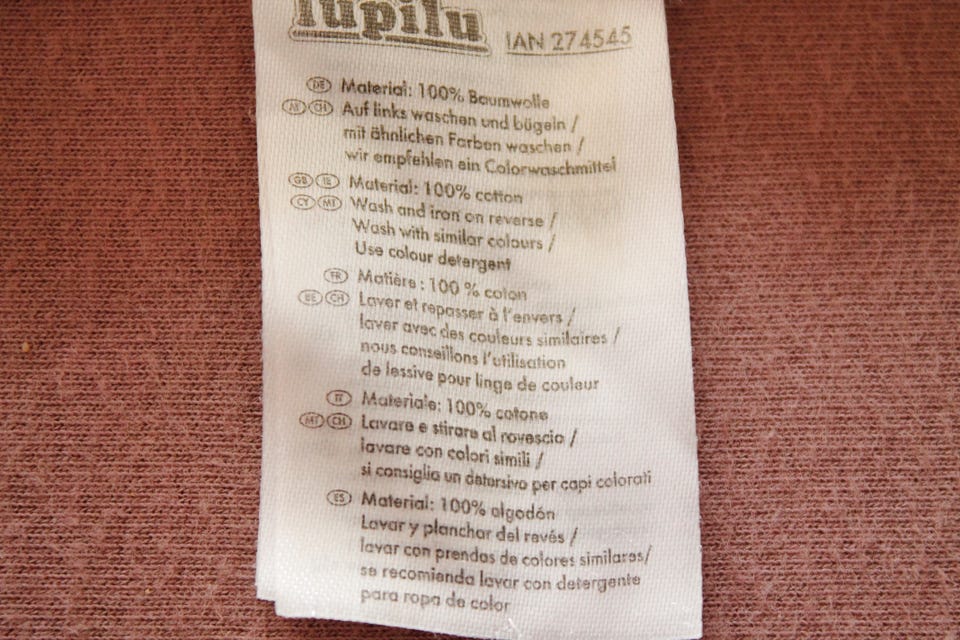 lupilu IAN 274545
DE Material: 100% Baumwolle
AT CH Auf links waschen und bügeln /
mit ähnlichen Farben waschen /
wir empfehlen ein Colorwaschmittel
GB IE Material: 100% cotton
CY MT Wash and iron on reverse /
Wash with similar colours /
Use colour detergent
FR Matière : 100 % coton
BE CH Laver et repasser à l'envers /
laver avec des couleurs similaires /
nous conseillons l'utilisation
de lessive pour linge de couleur
IT Materiale: 100% cotone
MT CH Lavare e stirare al rovescio /
lavare con colori simili /
si consiglia un detersivo per capi colorati
ES Material: 100% algodón
Lavar y planchar del revés /
lavar con prendas de colores similares/
se recomienda lavar con detergente
para ropa de color